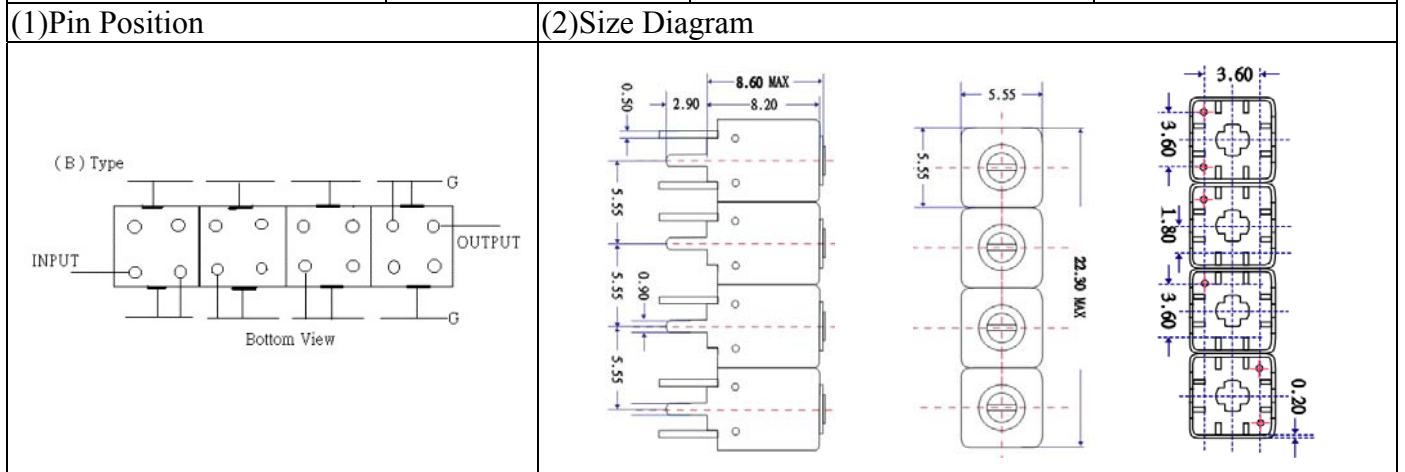 (1)Pin Position
(2)Size Diagram
( B ) Type
G
INPUT
OUTPUT
G
Bottom View
0.50
2.90
8.60 MAX
8.20
5.55
5.55
0.90
5.55
5.55
5.55
22.30 MAX
3.60
3.60
1.80
3.60
0.20